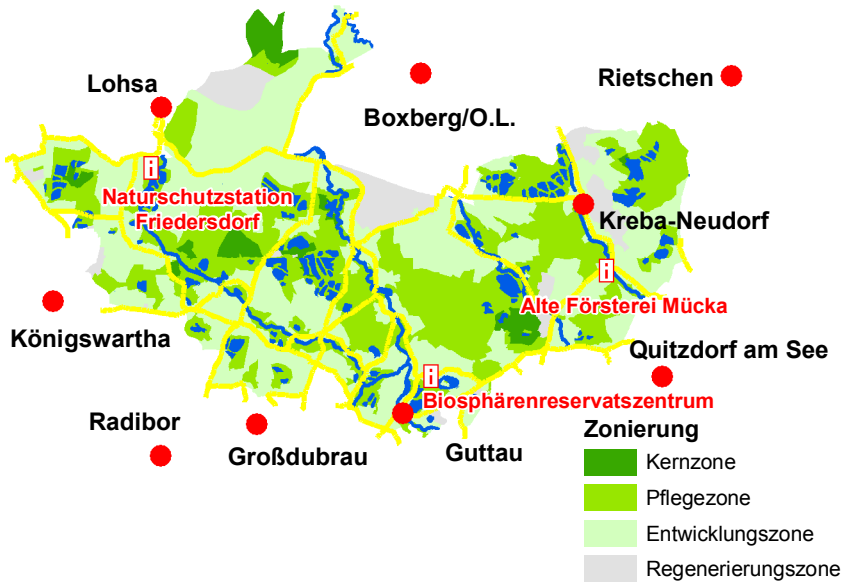 Lohsa
Rietschen
Boxberg/O.L.
i
Naturschutzstation
Friedersdorf
Kreba-Neudorf
i
Alte Försterei Mücka
Königswartha
Quitzdorf am See
i
Biosphärenreservatszentrum
Radibor
Großdubrau
Guttau
Zonierung
Kernzone
Pflegezone
Entwicklungszone
Regenerierungszone